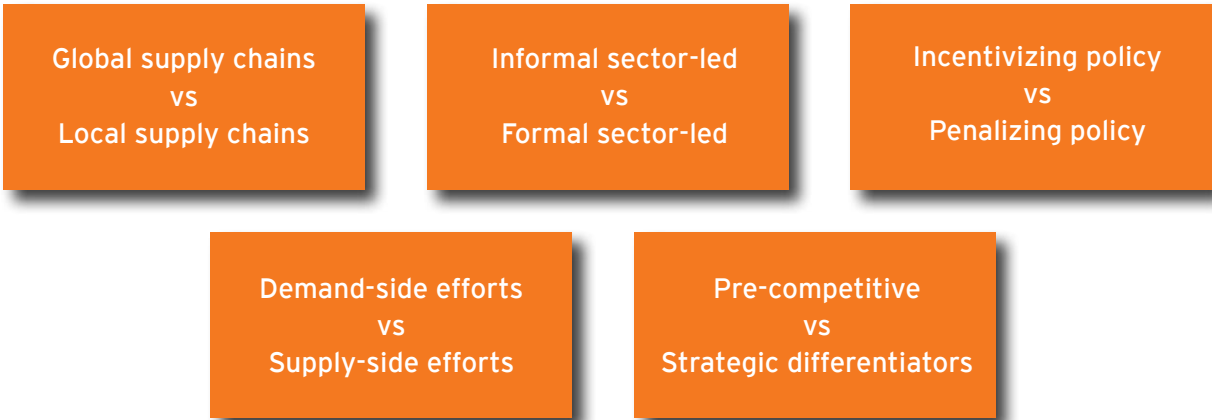 Global supply chains
vs
Local supply chains
Informal sector-led
vs
Formal sector-led
Incentivizing policy
vs
Penalizing policy
Demand-side efforts
vs
Supply-side efforts
Pre-competitive
vs
Strategic differentiators